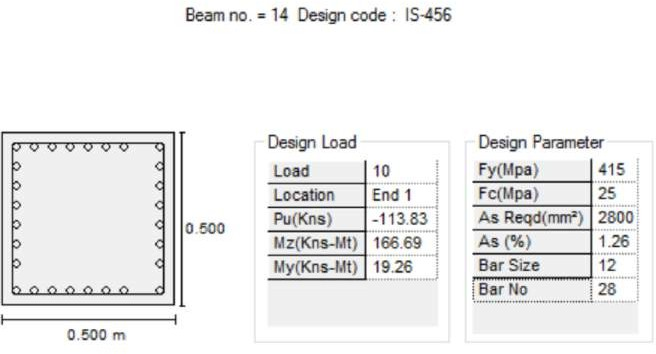 Beam no. = 14 Design code : IS-456
Design Load
Load 10
Location End 1
Pu(Kns) -113.83
Mz(Kns-Mt) 166.69
My(Kns-Mt) 19.26
Design Parameter
Fy(Mpa) 415
Fc(Mpa) 25
As Reqd(mm²) 2800
As (%) 1.26
Bar Size 12
Bar No 28
0.500
0.500 m